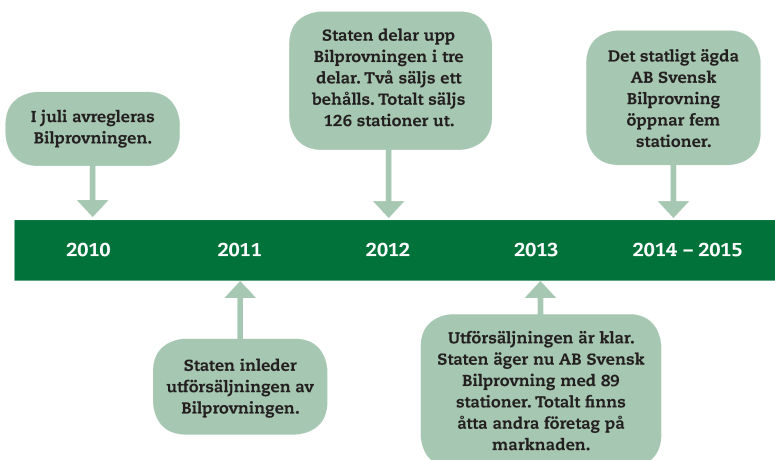 I juli avregleras
Bilprovningen.
Staten delar upp
Bilprovningen i tre
delar. Två säljs ett
behålls. Totalt säljs
126 stationer ut.
Det statligt ägda
AB Svensk
Bilprovning
öppnar fem
stationer.
2010
2011
2012
2013
2014 – 2015
Staten inleder
utförsäljningen av
Bilprovningen.
Utförsäljningen är klar.
Staten äger nu AB Svensk
Bilprovning med 89
stationer. Totalt finns
åtta andra företag på
marknaden.